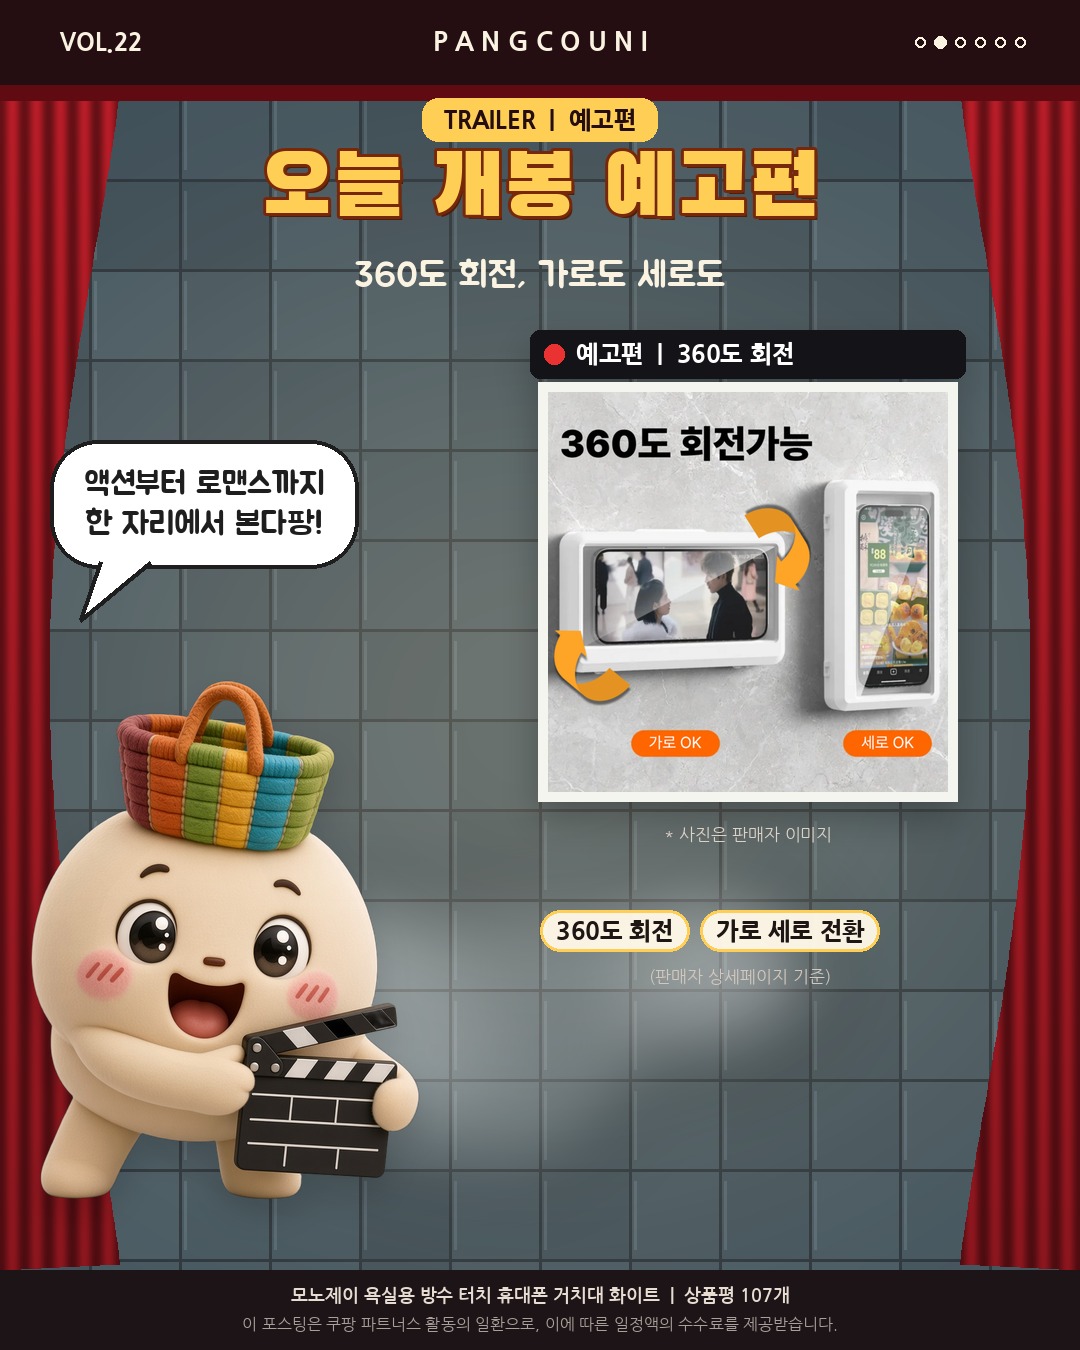 VOL.22
PANGCOUNI
TRAILER | 예고편
오늘 개봉 예고편
360도 회전, 가로도 세로도
예고편 | 360도 회전
360도 회전가능
액션부터 로맨스까지
한 자리에서 본다팡!
88
가로 OK
세로 OK
* 사진은 판매자 이미지
360도 회전
가로 세로 전환
(판매자 상세페이지 기준)
모노제이 욕실용 방수 터치 휴대폰 거치대 화이트 | 상품평 107개
이 포스팅은 쿠팡 파트너스 활동의 일환으로, 이에 따른 일정액의 수수료를 제공받습니다.